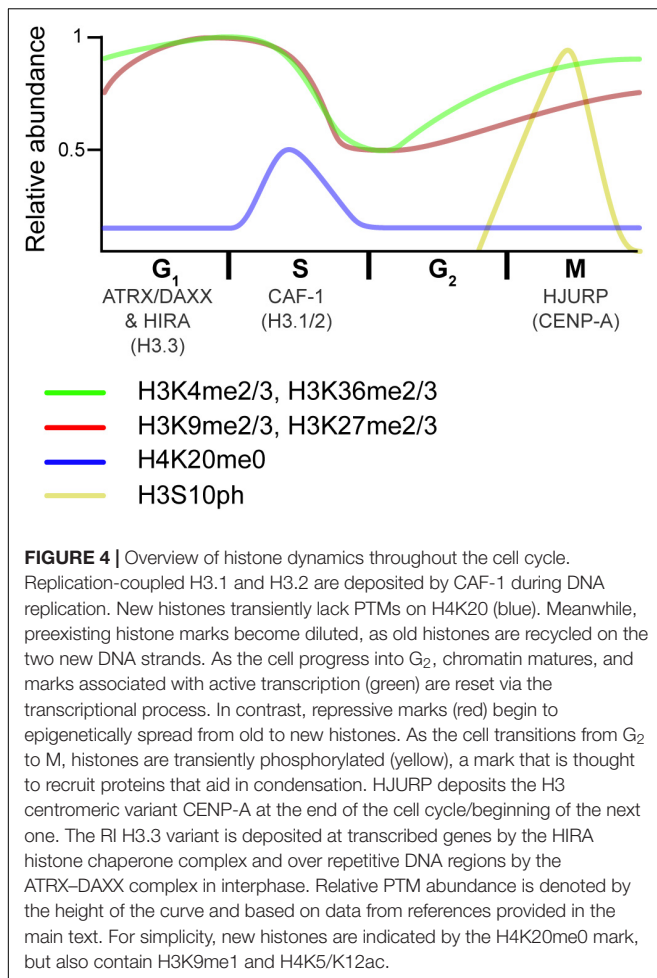 Relative abundance
1
0.5
G1 S G2 M
ATRX/DAXX
& HIRA
(H3.3)
CAF-1
(H3.1/2)
HJURP
(CENP-A)
H3K4me2/3, H3K36me2/3
H3K9me2/3, H3K27me2/3
H4K20me0
H3S10ph
FIGURE 4 | Overview of histone dynamics throughout the cell cycle.
Replication-coupled H3.1 and H3.2 are deposited by CAF-1 during DNA
replication. New histones transiently lack PTMs on H4K20 (blue). Meanwhile,
preexisting histone marks become diluted, as old histones are recycled on the
two new DNA strands. As the cell progress into G2, chromatin matures, and
marks associated with active transcription (green) are reset via the
transcriptional process. In contrast, repressive marks (red) begin to
epigenetically spread from old to new histones. As the cell transitions from G2
to M, histones are transiently phosphorylated (yellow), a mark that is thought
to recruit proteins that aid in condensation. HJURP deposits the H3
centromeric variant CENP-A at the end of the cell cycle/beginning of the next
one. The RI H3.3 variant is deposited at transcribed genes by the HIRA
histone chaperone complex and over repetitive DNA regions by the
ATRX–DAXX complex in interphase. Relative PTM abundance is denoted by
the height of the curve and based on data from references provided in the
main text. For simplicity, new histones are indicated by the H4K20me0 mark,
but also contain H3K9me1 and H4K5/K12ac.